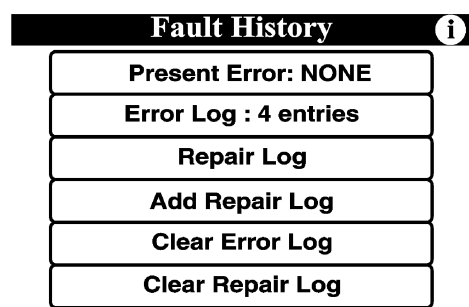 Fault History i
Present Error: NONE
Error Log : 4 entries
Repair Log
Add Repair Log
Clear Error Log
Clear Repair Log